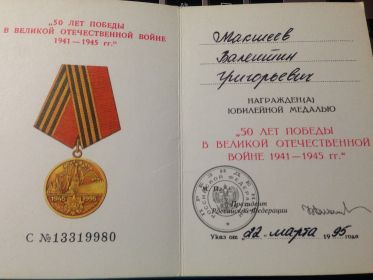 „50 ЛЕТ ПОБЕДЫ
В ВЕЛИКОЙ ОТЕЧЕСТВЕННОЙ ВОЙНЕ
1941—1945 гг."
1945 1995
С №13319980
Макшеев
Валентин
Григорьевич
НАГРАЖДЕН(А)
ЮБИЛЕЙНОЙ МЕДАЛЬЮ
„50 ЛЕТ ПОБЕДЫ
В ВЕЛИКОЙ ОТЕЧЕСТВЕННОЙ
ВОЙНЕ 1941—1945 гг."
Президент
Российской Федерации
Указ от 22 марта 1995 года